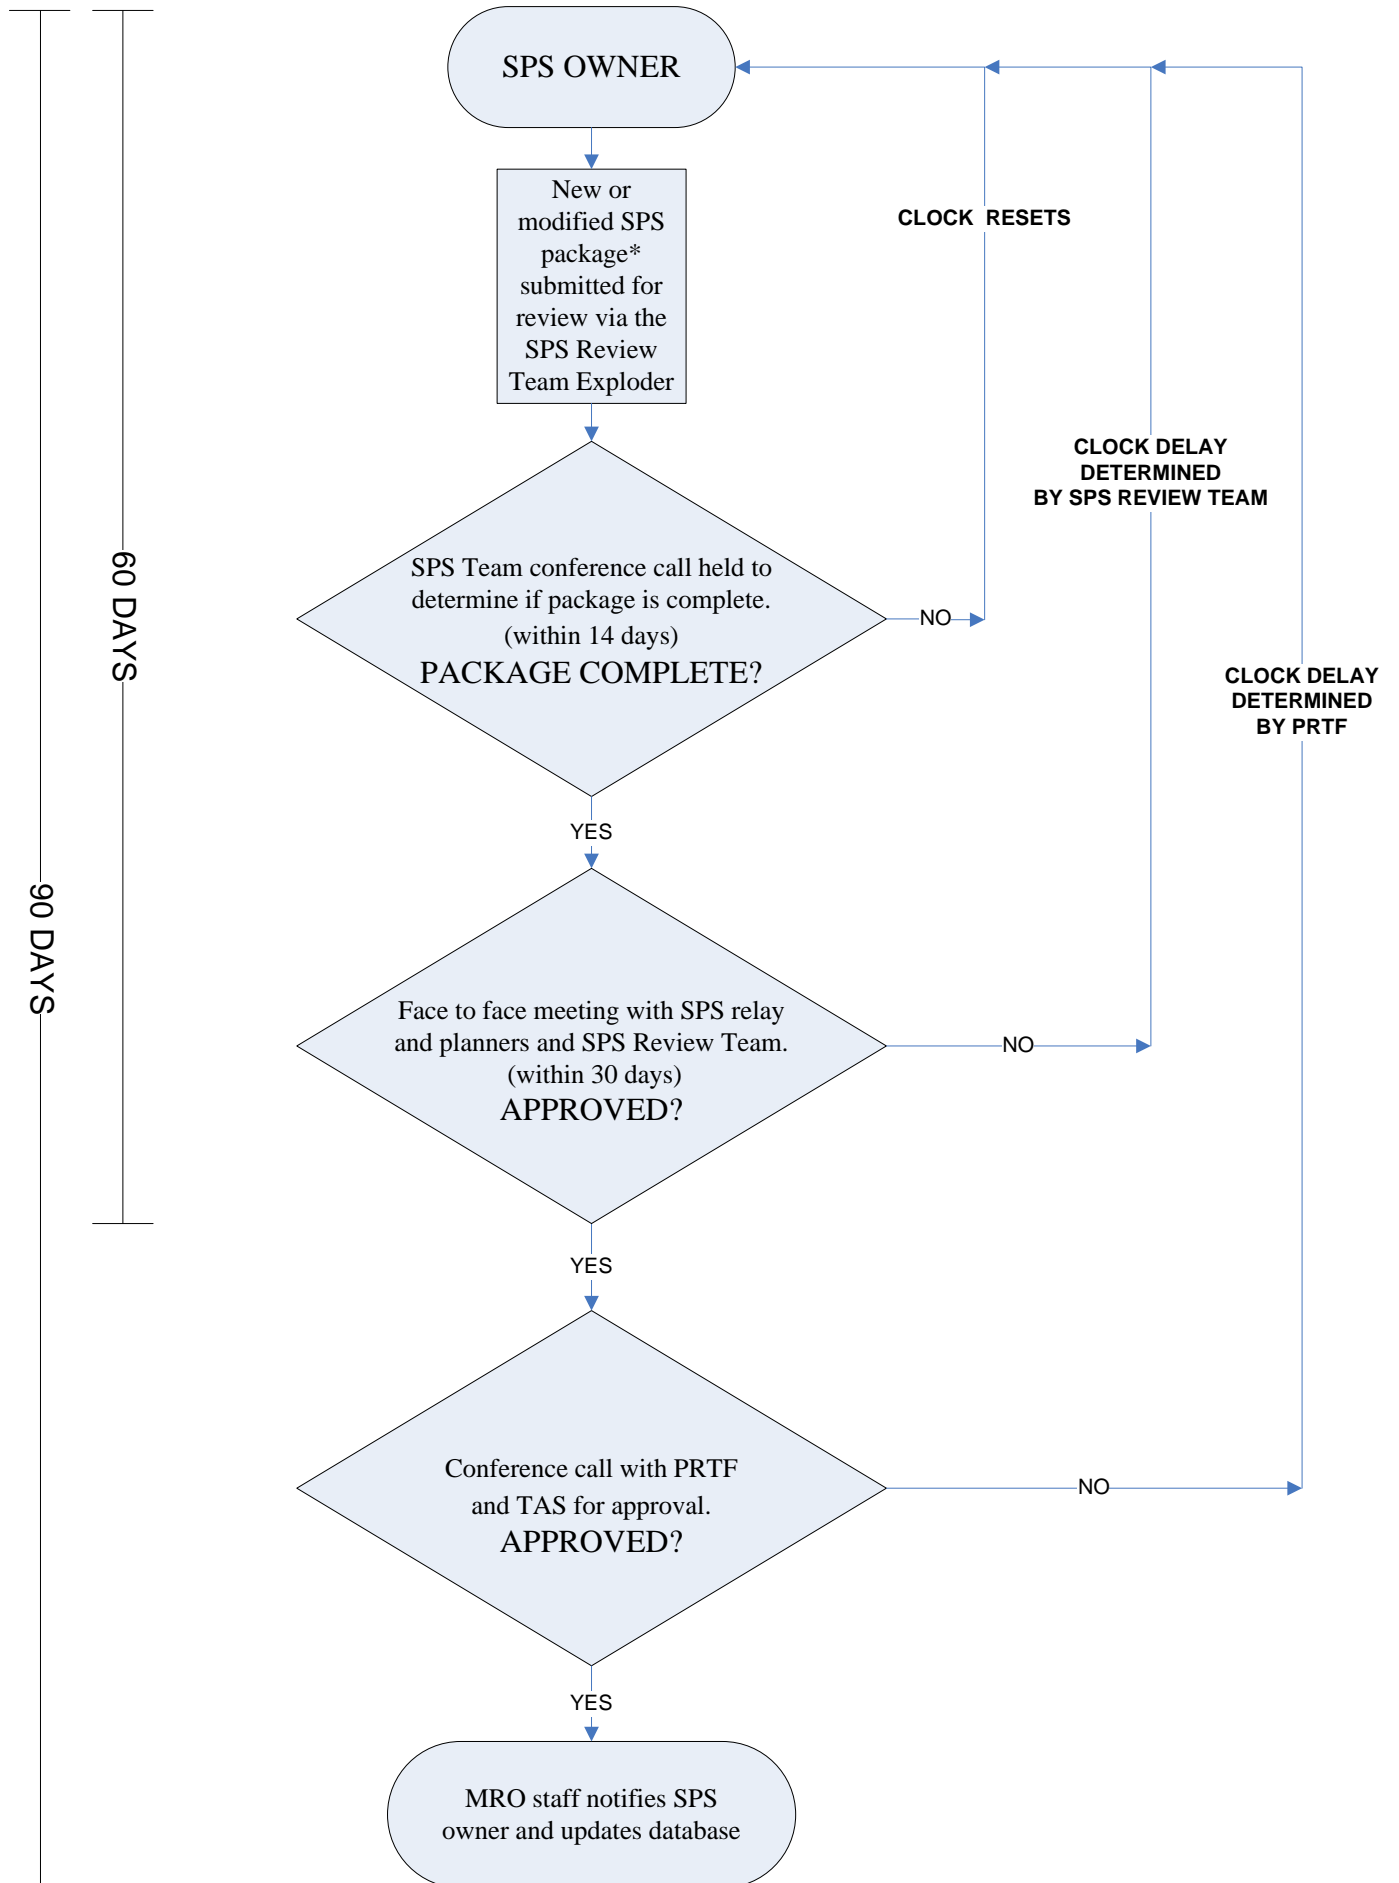 SPS OWNER
New or
modified SPS
package*
submitted for
review via the
SPS Review
Team Exploder
CLOCK RESETS
CLOCK DELAY
DETERMINED
BY SPS REVIEW TEAM
60 DAYS
SPS Team conference call held to
determine if package is complete.
(within 14 days)
PACKAGE COMPLETE?
NO
CLOCK DELAY
DETERMINED
BY PRTF
YES
90 DAYS
Face to face meeting with SPS relay
and planners and SPS Review Team.
(within 30 days)
APPROVED?
NO
YES
Conference call with PRTF
and TAS for approval.
APPROVED?
NO
YES
MRO staff notifies SPS
owner and updates database